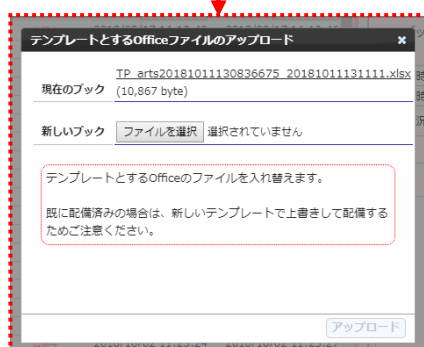 テンプレートとするOfficeファイルのアップロード ×
現在のブック TP_arts20181011130836675_20181011131111.xlsx
(10,867 byte)
新しいブック ファイルを選択 選択されていません
テンプレートとするOfficeのファイルを入れ替えます。
既に配備済みの場合は、新しいテンプレートで上書きして配備する
ためご注意ください。
アップロード